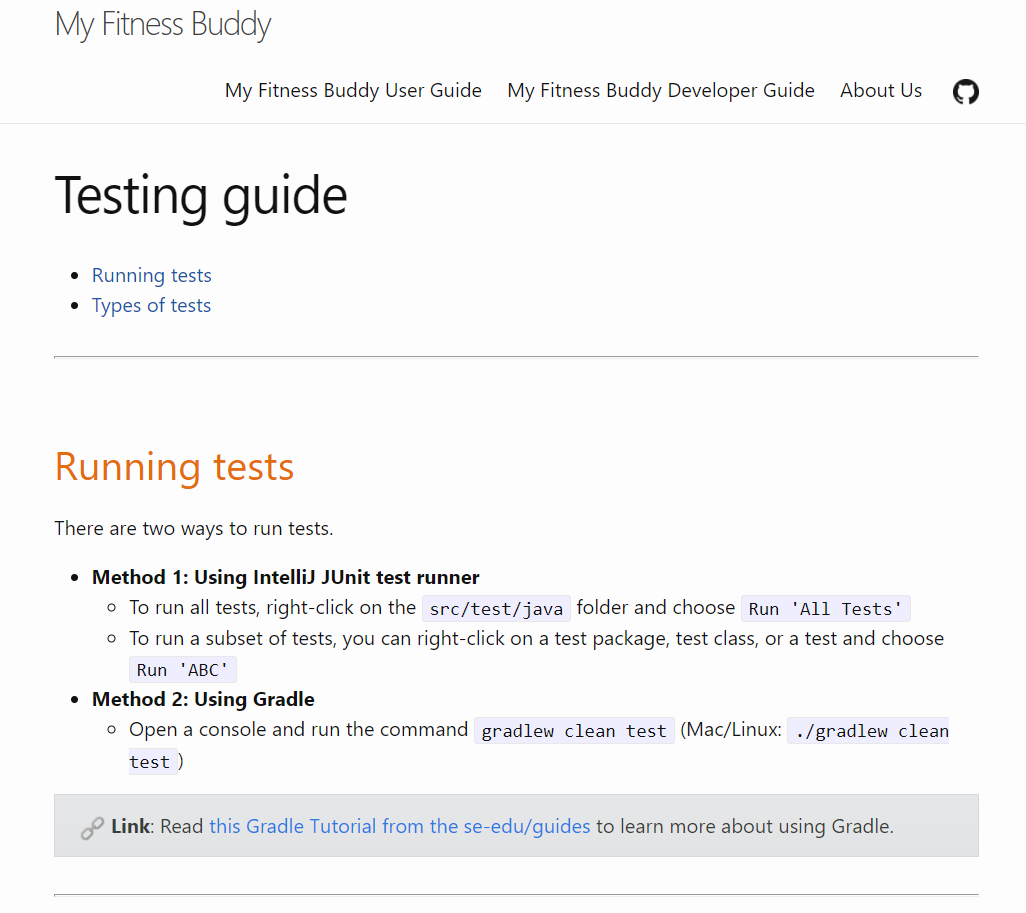 My Fitness Buddy
My Fitness Buddy User Guide My Fitness Buddy Developer Guide About Us
Testing guide
Running tests
Types of tests
Running tests
There are two ways to run tests.
Method 1: Using IntelliJ JUnit test runner
To run all tests, right-click on the src/test/java folder and choose Run 'All Tests'
To run a subset of tests, you can right-click on a test package, test class, or a test and choose
Run 'ABC'
Method 2: Using Gradle
Open a console and run the command gradlew clean test (Mac/Linux: ./gradlew clean
test )
Link: Read this Gradle Tutorial from the se-edu/guides to learn more about using Gradle.